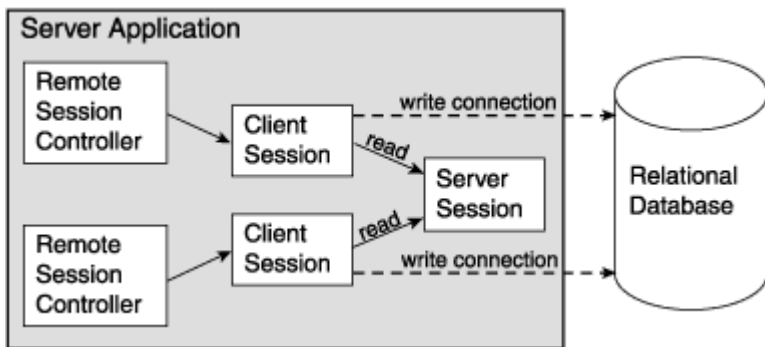 Server Application
Remote
Session
Controller
Client
Session
write connection
read
Server
Session
Relational
Database
Remote
Session
Controller
Client
Session
read
write connection